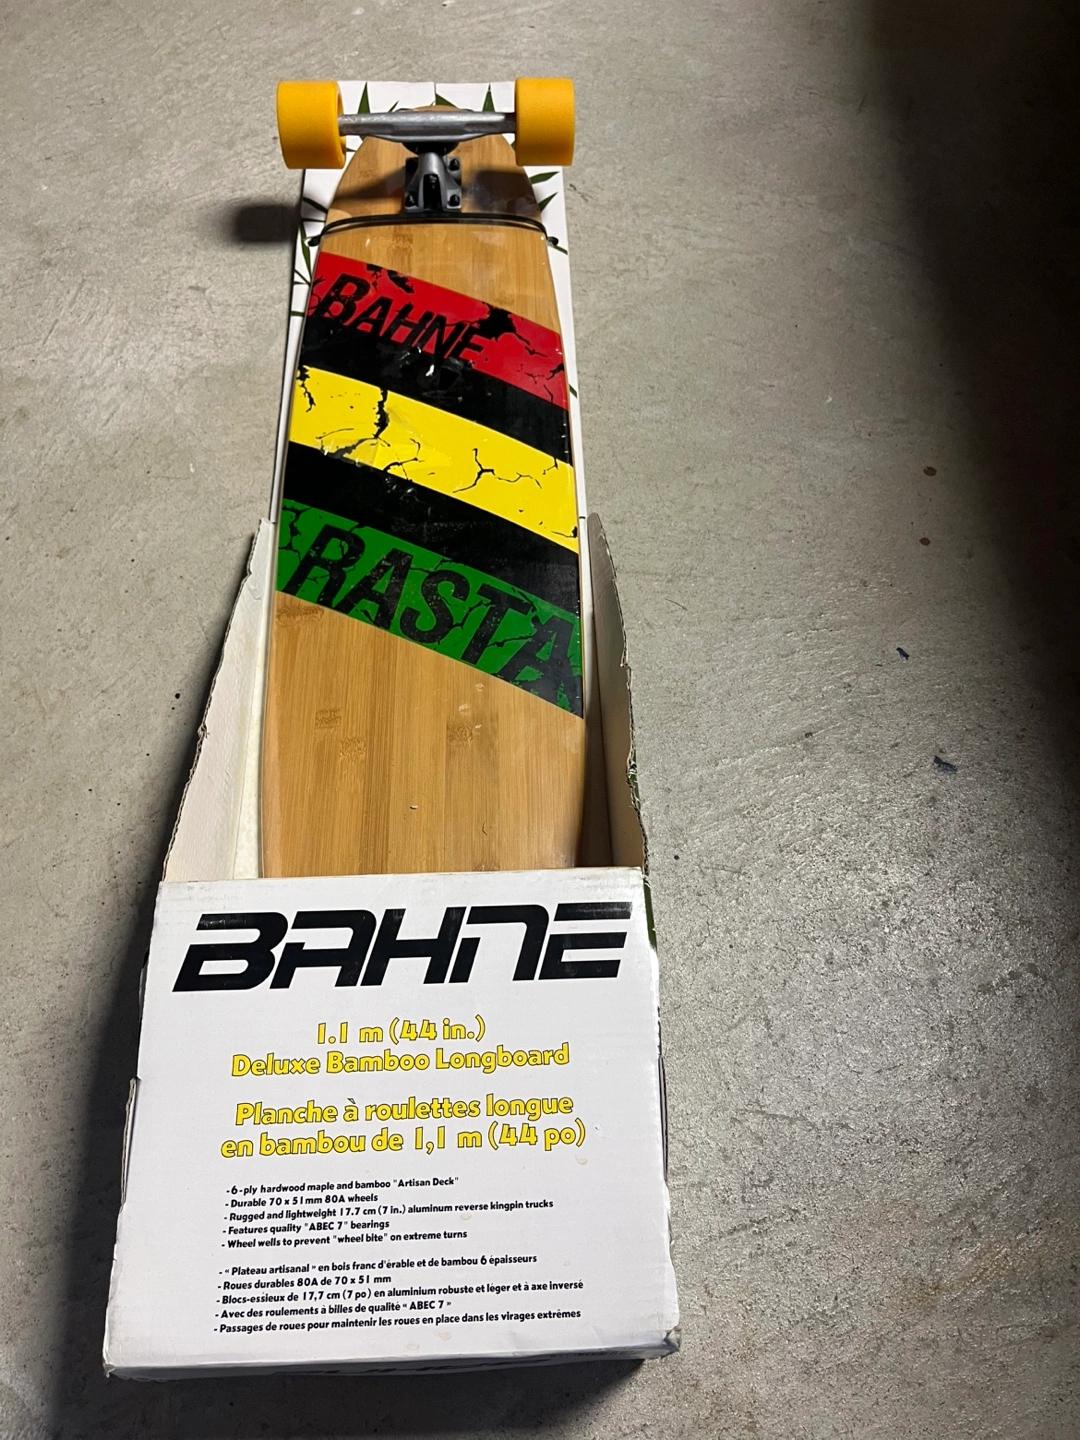 BAHNE
RASTA
BAHNE
1.1 m (44 in.)
Deluxe Bamboo Longboard
Planche à roulettes longue
en bambou de 1,1 m (44 po)
-6-ply hardwood maple and bamboo "Artisan Deck"
- Durable 70 x 51mm 80A wheels
- Rugged and lightweight 17.7 cm (7 in.) aluminum reverse kingpin trucks
- Features quality "ABEC 7" bearings
- Wheel wells to prevent "wheel bite" on extreme turns
- « Plateau artisanal » en bois franc d'érable et de bambou 6 épaisseurs
- Roues durables 80A de 70 x 51 mm
- Blocs-essieux de 17,7 cm (7 po) en aluminium robuste et léger et à axe inversé
- Avec des roulements à billes de qualité « ABEC 7 »
- Passages de roues pour maintenir les roues en place dans les virages extrêmes